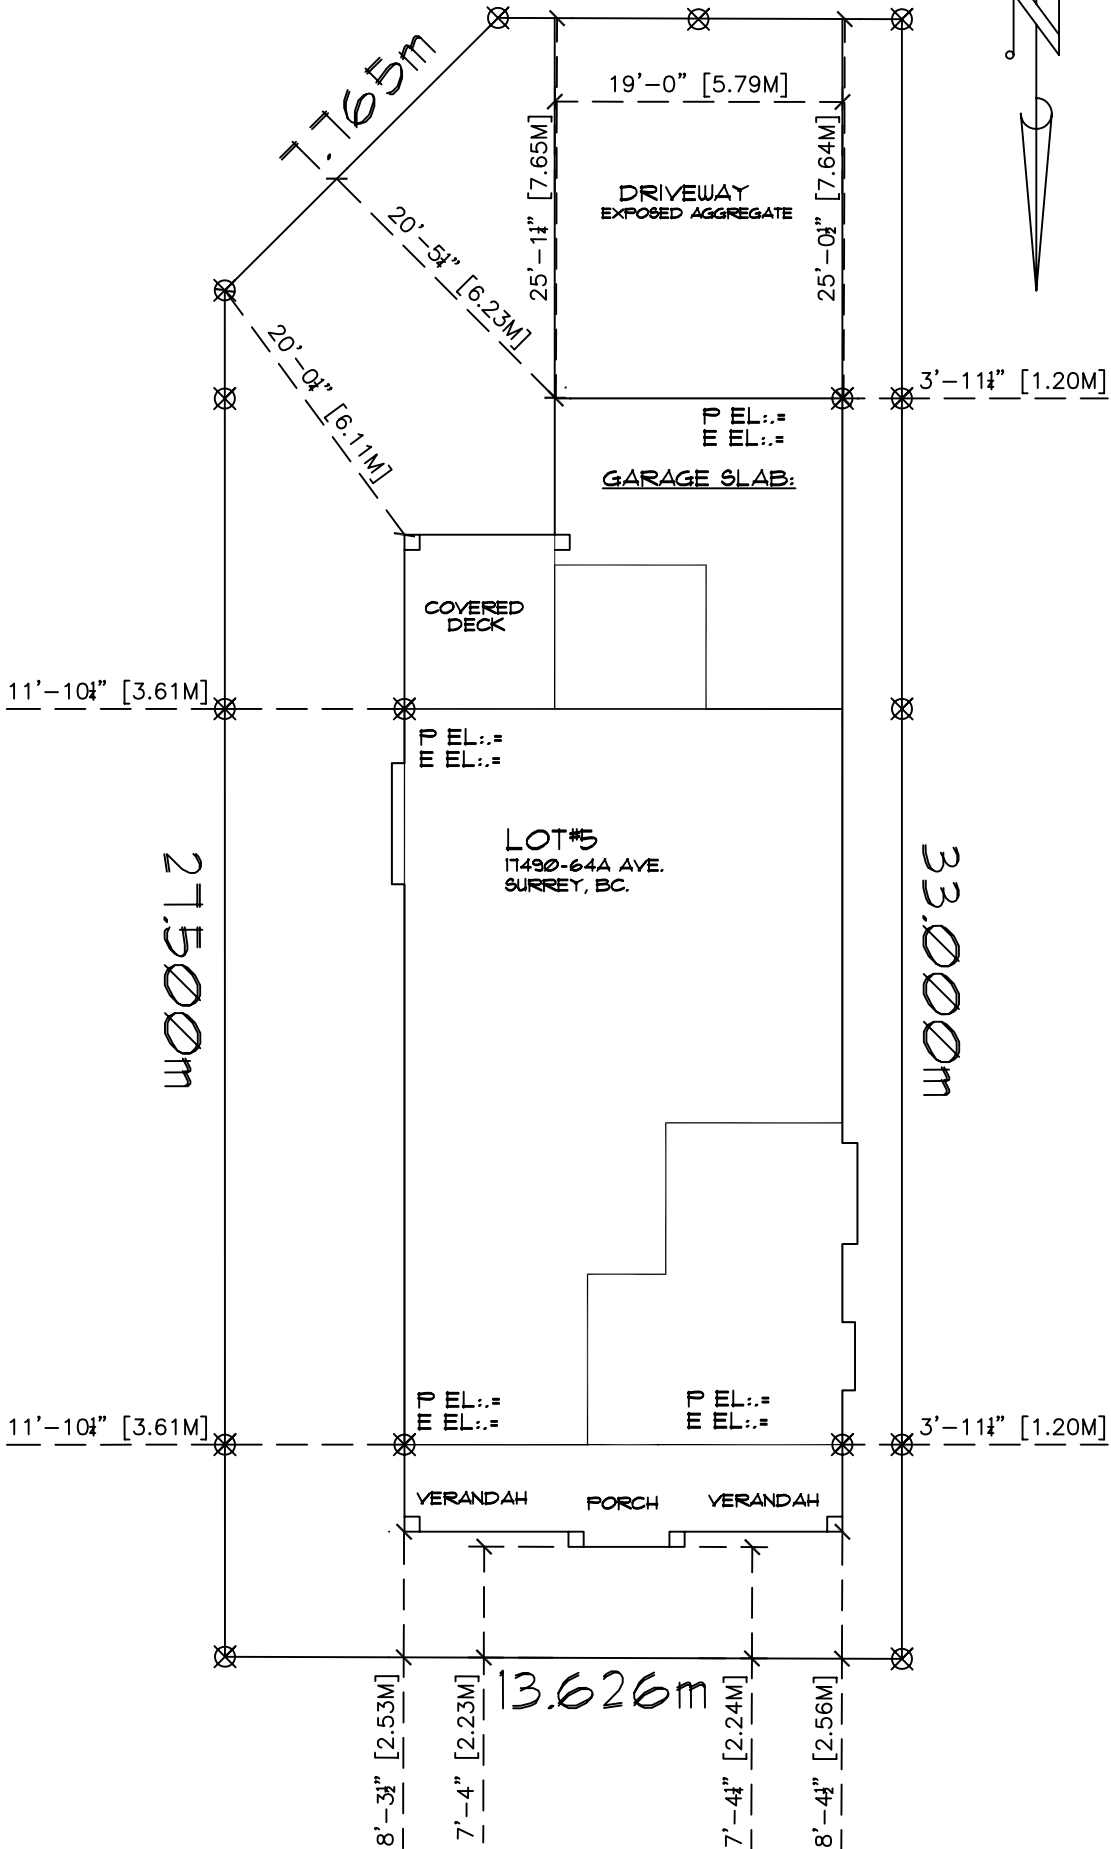 N
7.765m
19'-0" [5.79M]
25'-1¼" [7.65M]
25'-0½" [7.64M]
DRIVEWAY
EXPOSED AGGREGATE
20'-5¼" [6.23M]
20'-0¼" [6.11M]
3'-11¼" [1.20M]
P EL:.=
E EL:.=
GARAGE SLAB:
COVERED
DECK
11'-10¼" [3.61M]
P EL:.=
E EL:.=
LOT#5
17490-64A AVE.
SURREY, BC.
27.500m
33.000m
P EL:.=
E EL:.=
P EL:.=
E EL:.=
11'-10¼" [3.61M]
3'-11¼" [1.20M]
VERANDAH
PORCH
VERANDAH
13.626m
8'-3½" [2.53M]
7'-4" [2.23M]
7'-4¼" [2.24M]
8'-4½" [2.56M]